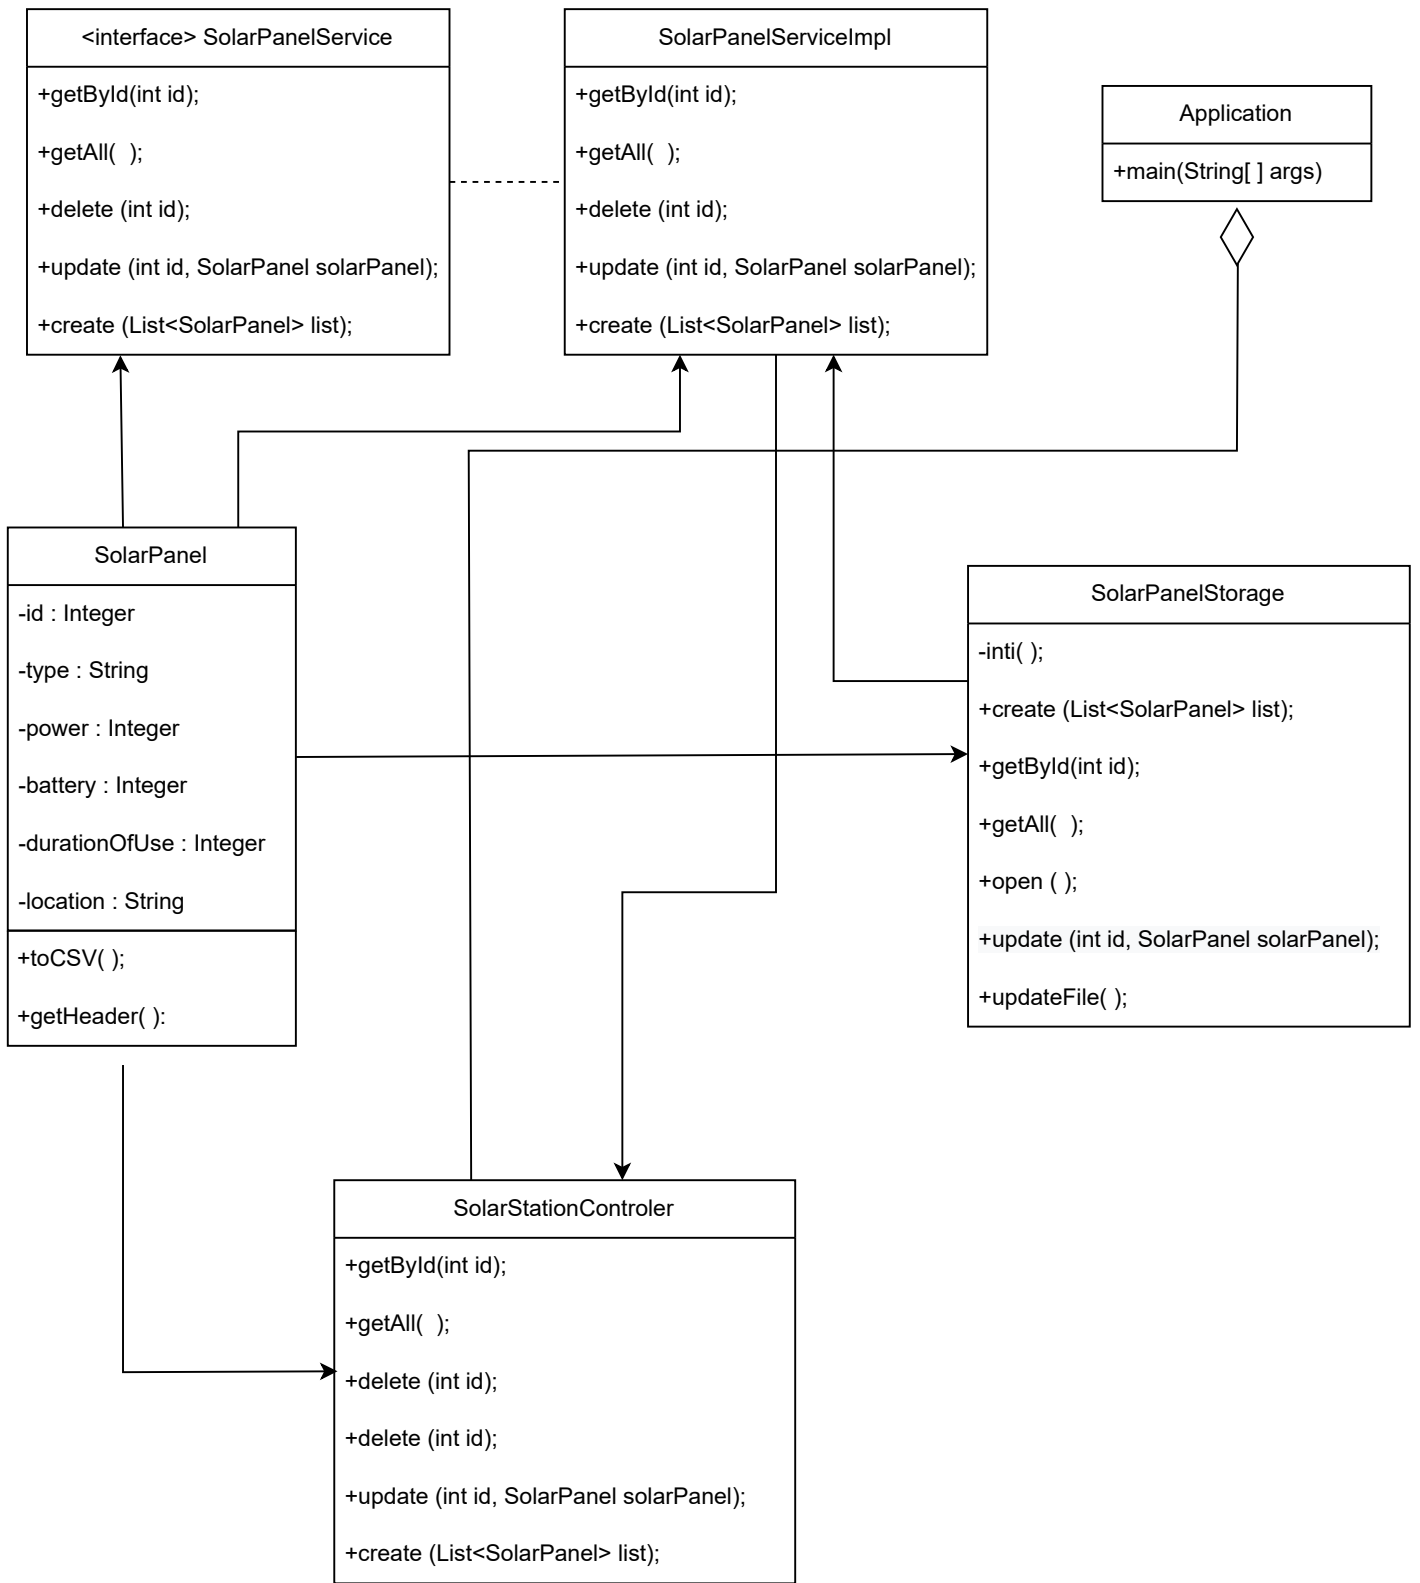 <interface> SolarPanelService
+getById(int id);
+getAll(  );
+delete (int id);
+update (int id, SolarPanel solarPanel);
+create (List<SolarPanel> list);
SolarPanelServiceImpl
+getById(int id);
+getAll(  );
+delete (int id);
+update (int id, SolarPanel solarPanel);
+create (List<SolarPanel> list);
Application
+main(String[ ] args)
SolarPanel
-id : Integer
-type : String
-power : Integer
-battery : Integer
-durationOfUse : Integer
-location : String
+toCSV( );
+getHeader( ):
SolarPanelStorage
-inti( );
+create (List<SolarPanel> list);
+getById(int id);
+getAll(  );
+open ( );
+update (int id, SolarPanel solarPanel);
+updateFile( );
SolarStationControler
+getById(int id);
+getAll(  );
+delete (int id);
+delete (int id);
+update (int id, SolarPanel solarPanel);
+create (List<SolarPanel> list);